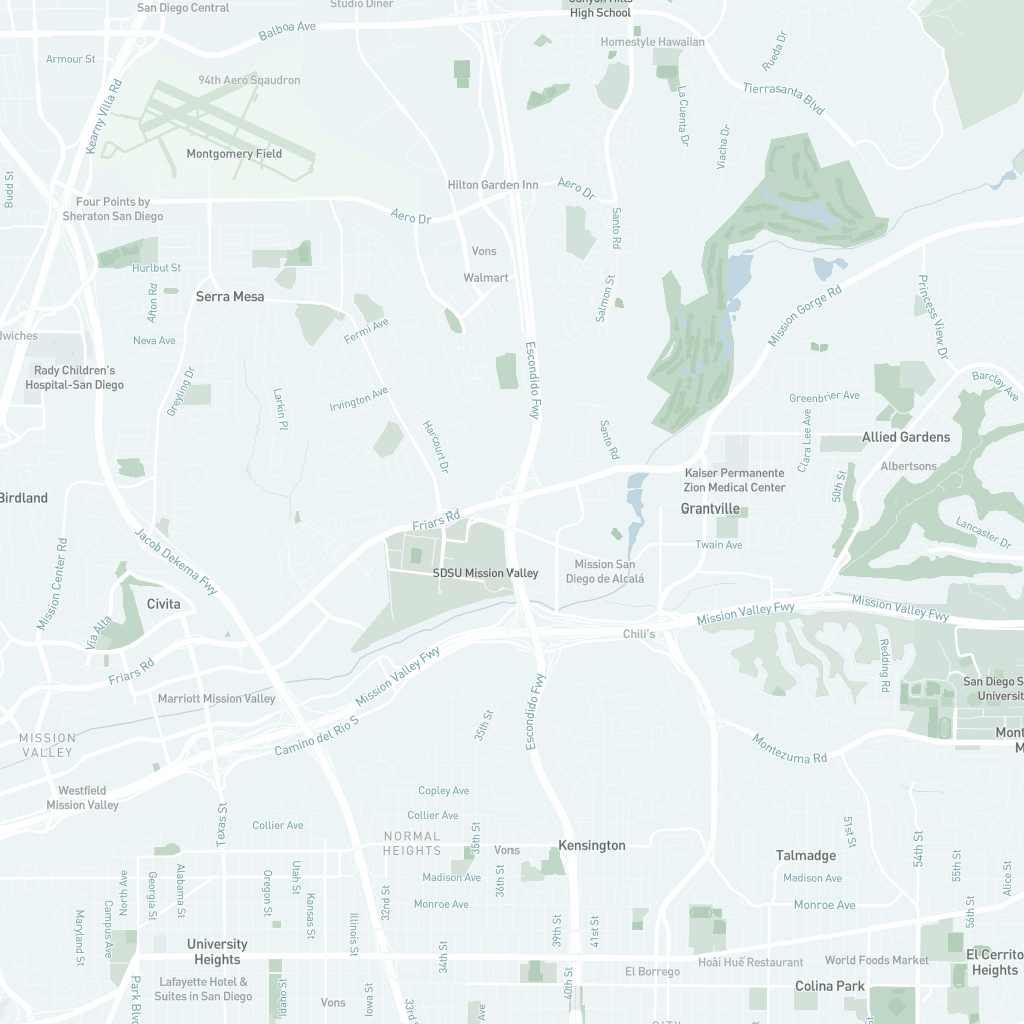 San Diego Central
Studio Diner
Canyon Hills
High School
Balboa Ave
Homestyle Hawaiian
Armour St
Rueda Dr
94th Aero Sqaudron
Tierrasanta Blvd
La Cuenta Dr
Kearny Villa Rd
Viacha Dr
Montgomery Field
Budd St
Hilton Garden Inn
Aero Dr
Four Points by
Sheraton San Diego
Aero Dr
Santo Rd
Vons
Hurlbut St
Walmart
Afton Rd
Serra Mesa
Salmon St
Mission Gorge Rd
Princess View Dr
Fermi Ave
dwiches
Neva Ave
Rady Children's
Hospital-San Diego
Escondido Fwy
Greyling Dr
Larkin Pl
Irvington Ave
Barclay Ave
Greenbrier Ave
Harcourt Dr
Santo Rd
Clara Lee Ave
Allied Gardens
Albertsons
Kaiser Permanente
Zion Medical Center
50th St
Birdland
Grantville
Friars Rd
Lancaster Dr
Jacob Dekema Fwy
Twain Ave
Mission Center Rd
SDSU Mission Valley
Mission San
Diego de Alcalá
Civita
Mission Valley Fwy
Mission Valley Fwy
Via Alta
Chili's
Friars Rd
Mission Valley Fwy
Redding Rd
San Diego S
Universit
Marriott Mission Valley
Escondido Fwy
35th St
Camino del Rio S
MISSION
VALLEY
Montezuma Rd
Mont
M
Westfield
Mission Valley
Copley Ave
Texas St
Collier Ave
Collier Ave
NORMAL
HEIGHTS
35th St
Vons
Kensington
51st St
54th St
Talmadge
55th St
Alice St
Madison Ave
Madison Ave
North Ave
Georgia St
Alabama St
Utah St
Oregon St
Kansas St
36th St
32nd St
Monroe Ave
Monroe Ave
56th St
Maryland St
Campus Ave
Illinois St
University
Heights
34th St
39th St
41st St
El Cerrito
Heights
El Borrego
Hoài Huế Restaurant
World Foods Market
Lafayette Hotel &
Suites in San Diego
Colina Park
Park Blvd
Idaho St
Vons
Iowa St
33rd St
Wilson Ave
40th St
CITY